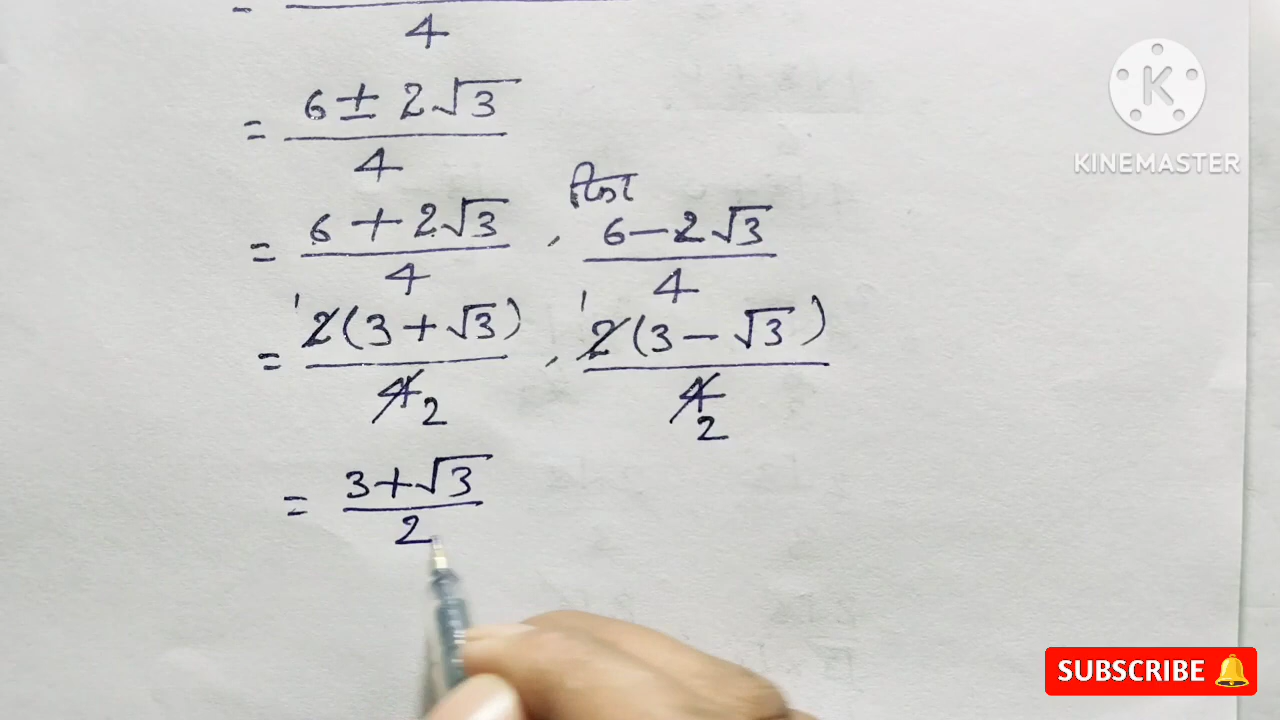 4
= 6 ± 2√3 / 4
= 6 + 2√3 / 4 , 6 - 2√3 / 4
= 2(3 + √3) / 4 2 , 2(3 - √3) / 4 2
= 3 + √3 / 2
K
KINEMASTER
SUBSCRIBE